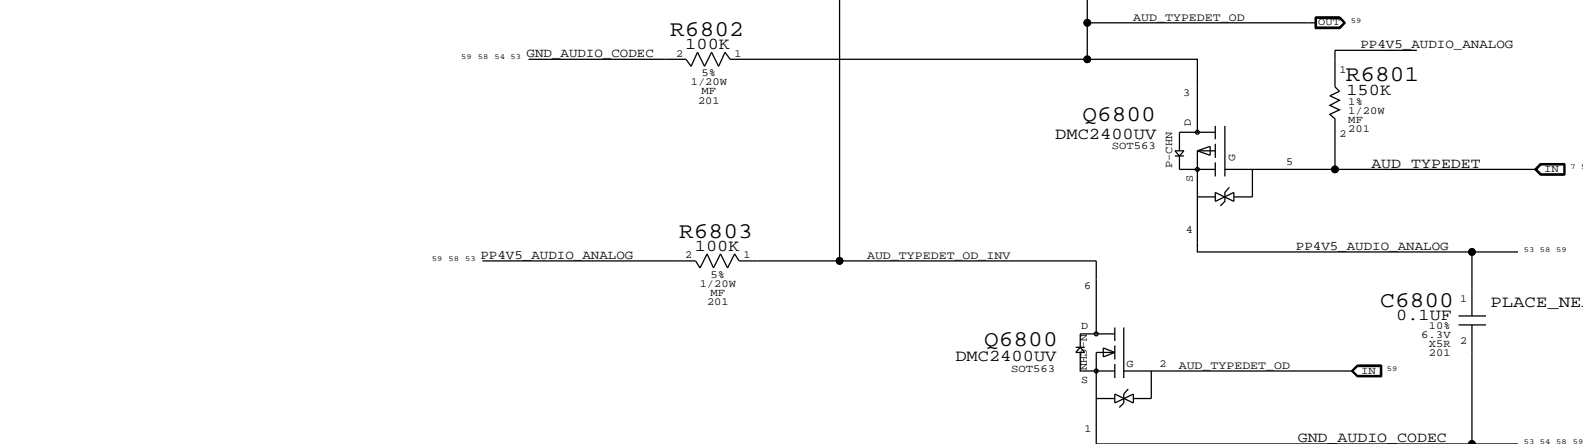 AUD_TYPEDET_OD
OUT
59
R6802
100K
59 58 54 53
GND_AUDIO_CODEC
2
1
5%
1/20W
MF
201
PP4V5_AUDIO_ANALOG
1
R6801
150K
1%
1/20W
MF
201
2
3
Q6800
DMC2400UV
SOT563
P-CHN
D
G
S
5
AUD_TYPEDET
IN
7
4
R6803
100K
59 58 53
PP4V5_AUDIO_ANALOG
2
1
5%
1/20W
MF
201
AUD_TYPEDET_OD_INV
PP4V5_AUDIO_ANALOG
53 58 59
6
C6800
0.1UF
10%
6.3V
X5R
201
1
2
PLACE_NE
Q6800
DMC2400UV
SOT563
D
G
S
2
AUD_TYPEDET_OD
IN
59
1
GND_AUDIO_CODEC
53 54 58 59